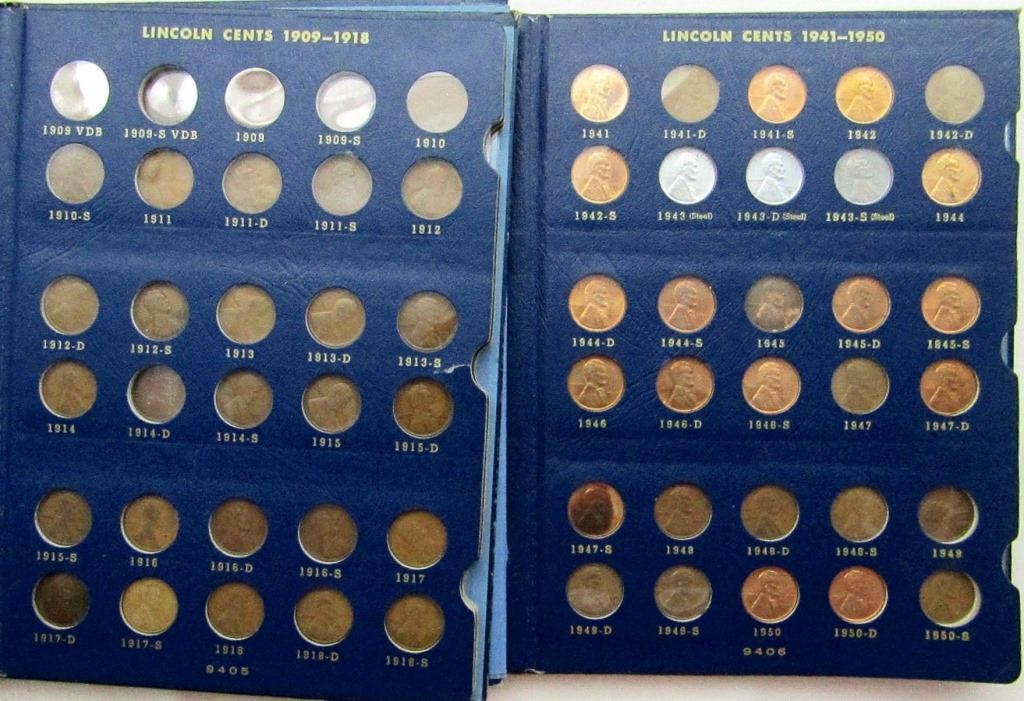 LINCOLN CENTS 1909–1918
1909 VDB 1909-S VDB 1909 1909-S 1910
1910-S 1911 1911-D 1911-S 1912
1912-D 1912-S 1913 1913-D 1913-S
1914 1914-D 1914-S 1915 1915-D
1915-S 1916 1916-D 1916-S 1917
1917-D 1917-S 1918 1918-D 1918-S
9405
LINCOLN CENTS 1941–1950
1941 1941-D 1941-S 1942 1942-D
1942-S 1943 (Steel) 1943-D (Steel) 1943-S (Steel) 1944
1944-D 1944-S 1945 1945-D 1945-S
1946 1946-D 1946-S 1947 1947-D
1947-S 1948 1948-D 1948-S 1949
1949-D 1949-S 1950 1950-D 1950-S
9406